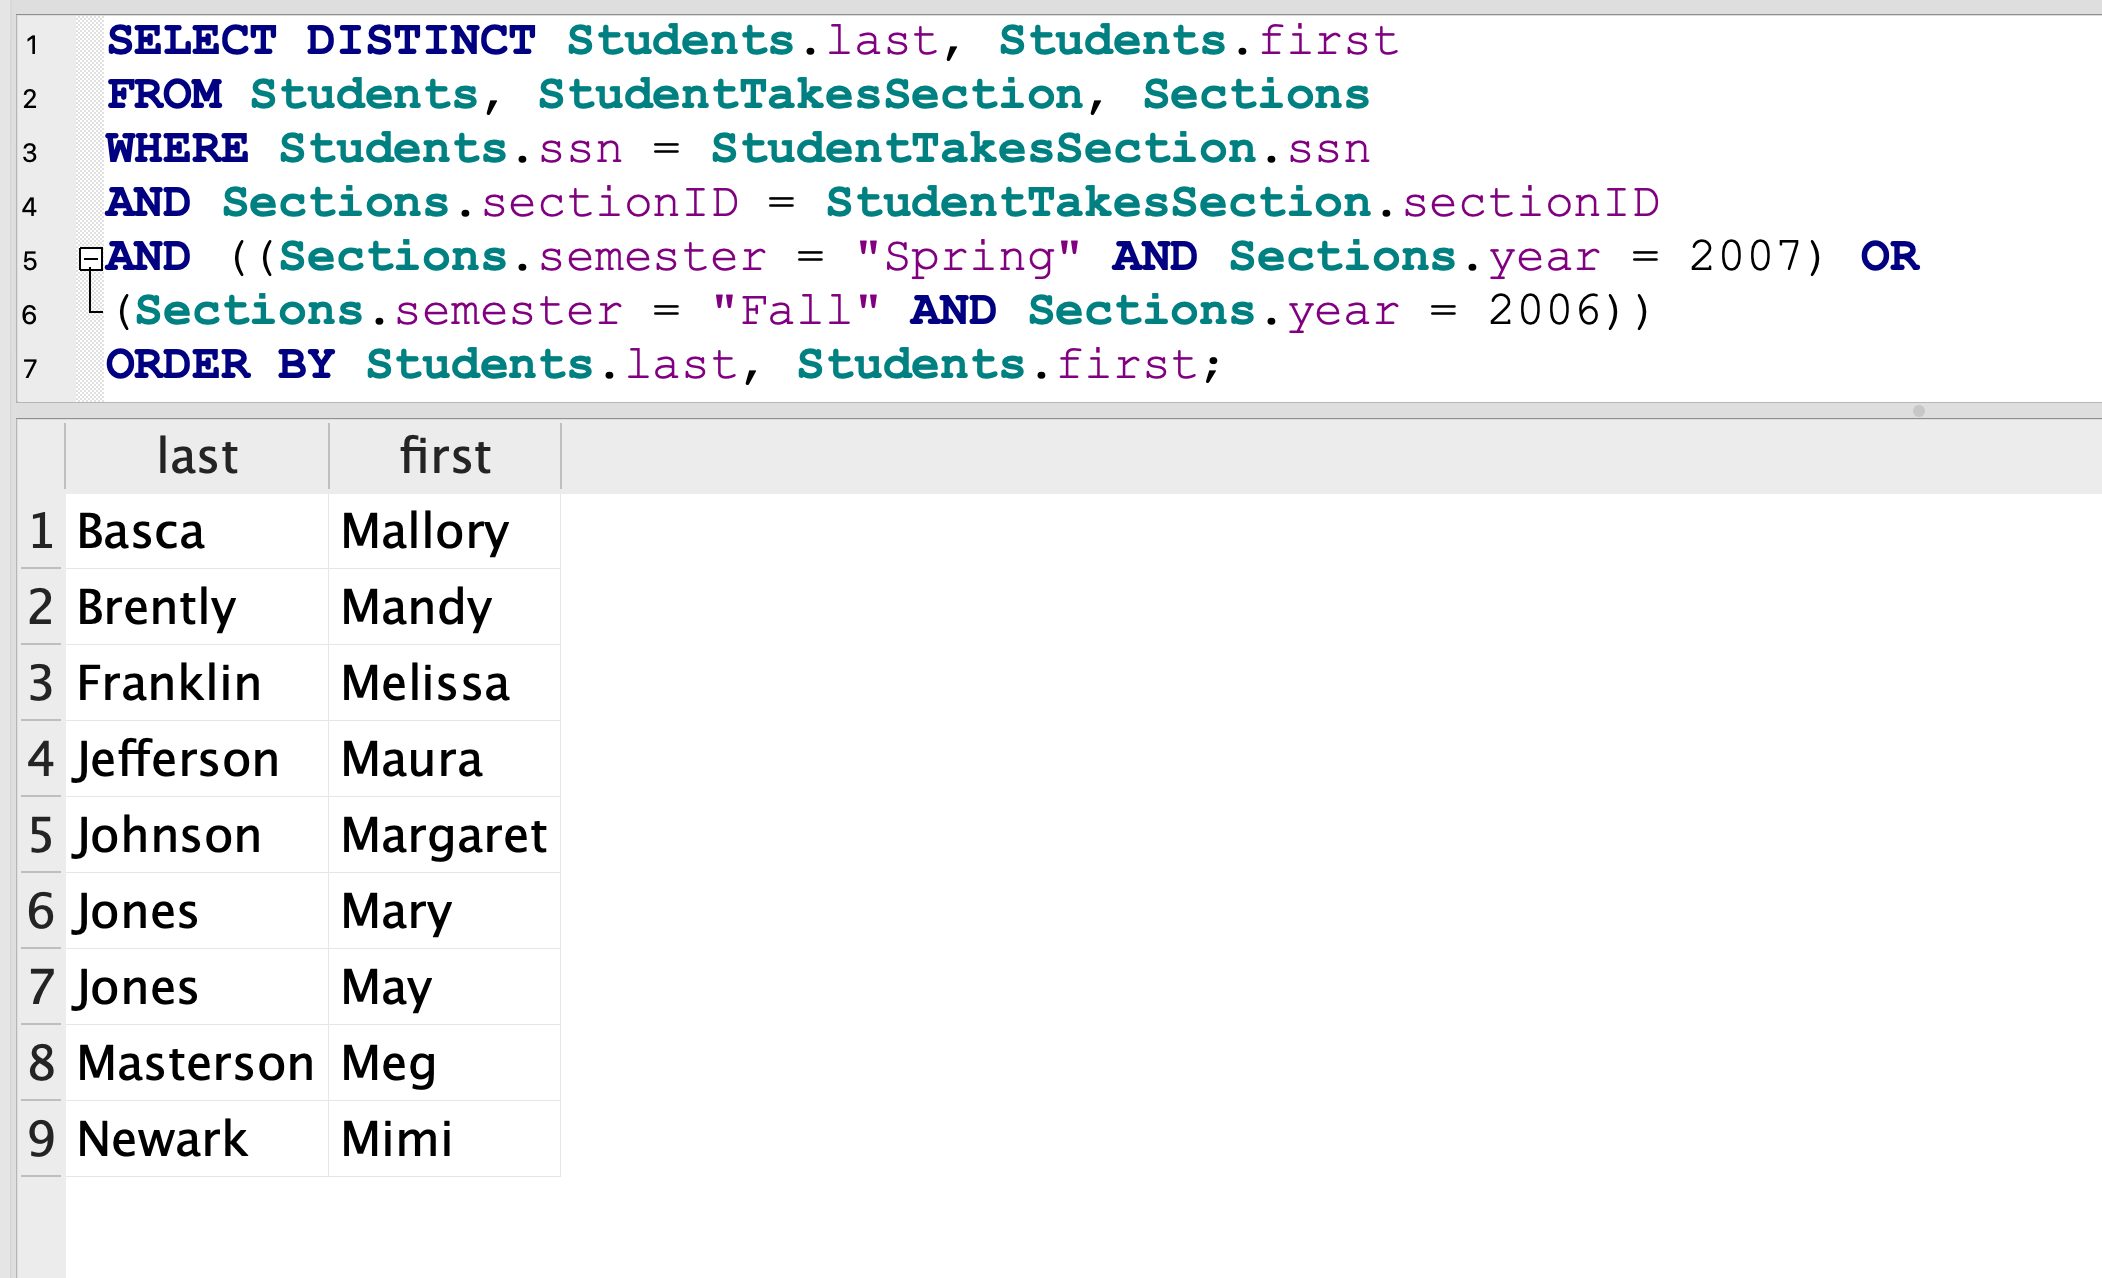 1 SELECT DISTINCT Students.last, Students.first
2 FROM Students, StudentTakesSection, Sections
3 WHERE Students.ssn = StudentTakesSection.ssn
4 AND Sections.sectionID = StudentTakesSection.sectionID
5 AND ((Sections.semester = "Spring" AND Sections.year = 2007) OR
6 (Sections.semester = "Fall" AND Sections.year = 2006))
7 ORDER BY Students.last, Students.first;
last first
1 Basca Mallory
2 Brently Mandy
3 Franklin Melissa
4 Jefferson Maura
5 Johnson Margaret
6 Jones Mary
7 Jones May
8 Masterson Meg
9 Newark Mimi